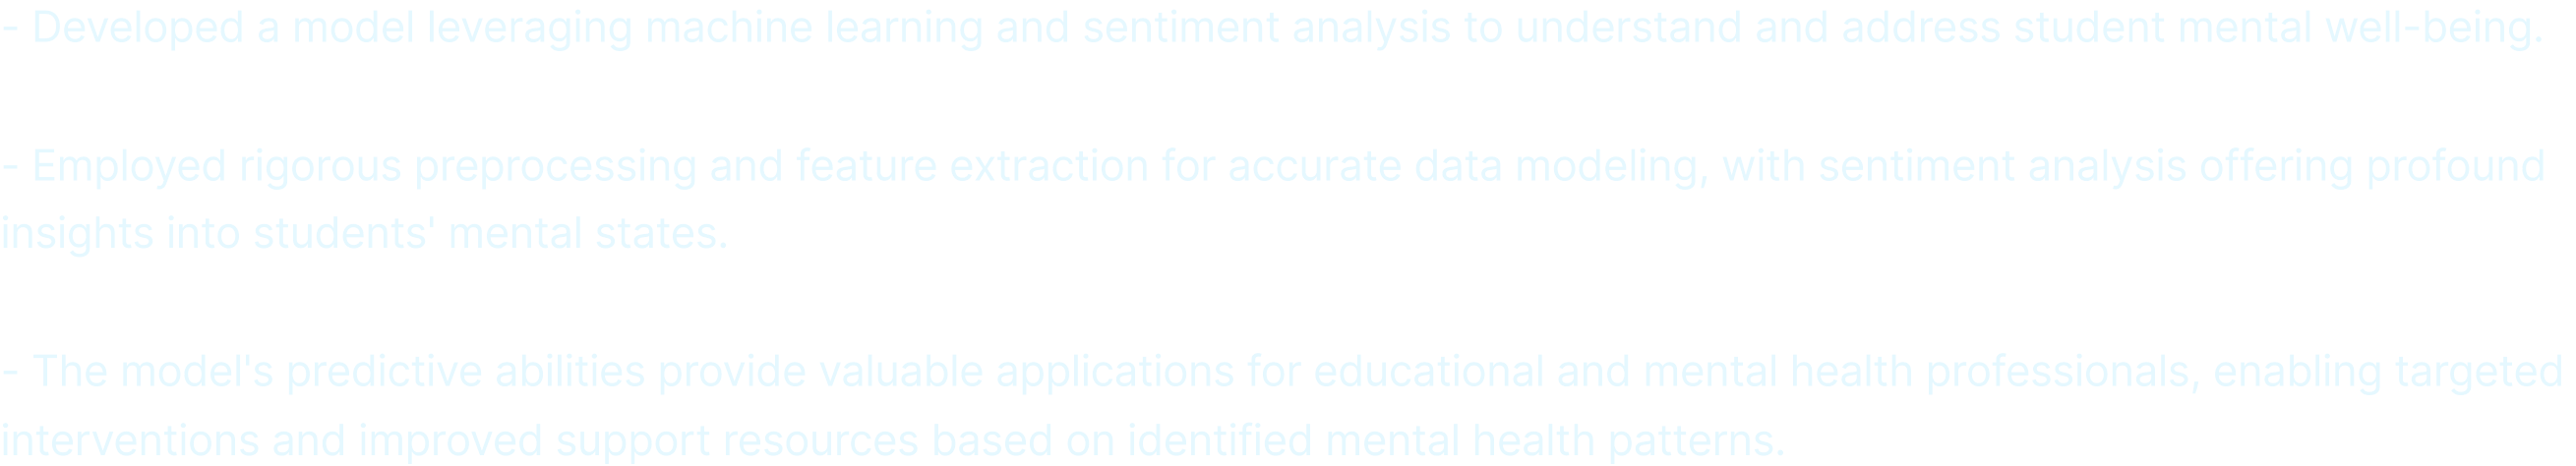 - Developed a model leveraging machine learning and sentiment analysis to understand and address student mental well-being.
- Employed rigorous preprocessing and feature extraction for accurate data modeling, with sentiment analysis offering profound
insights into students' mental states.
- The model's predictive abilities provide valuable applications for educational and mental health professionals, enabling targeted
interventions and improved support resources based on identified mental health patterns.